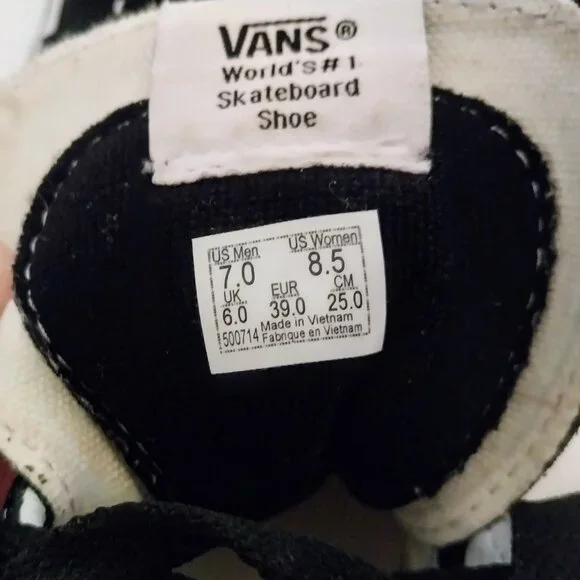 VANS®
World's #1
Skateboard
Shoe
US Men US Women
7.0 8.5
UK EUR CM
6.0 39.0 25.0
Made in Vietnam
500714 Fabrique en Vietnam